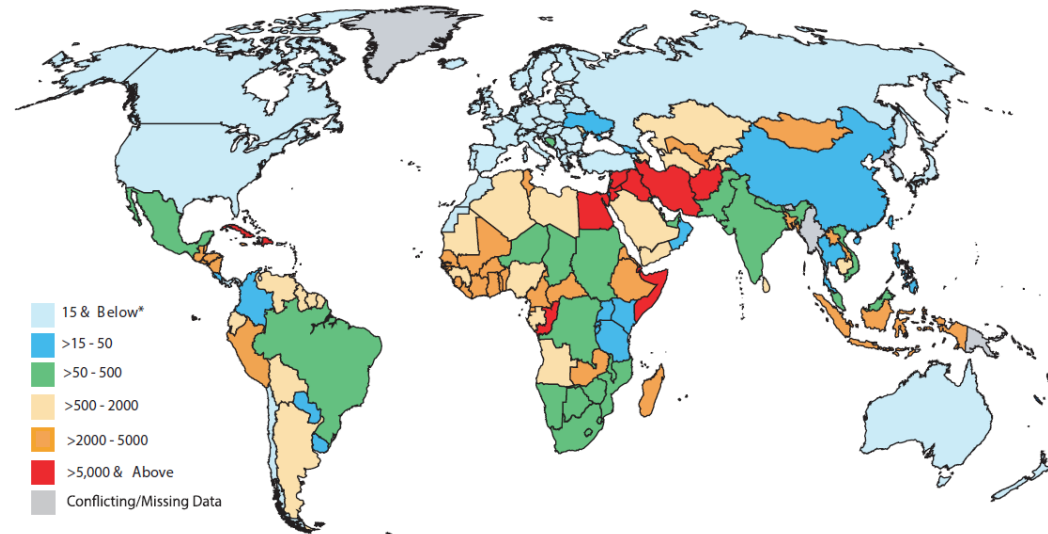 15 & Below*
>15 - 50
>50 - 500
>500 - 2000
>2000 - 5000
>5,000 & Above
Conflicting/Missing Data